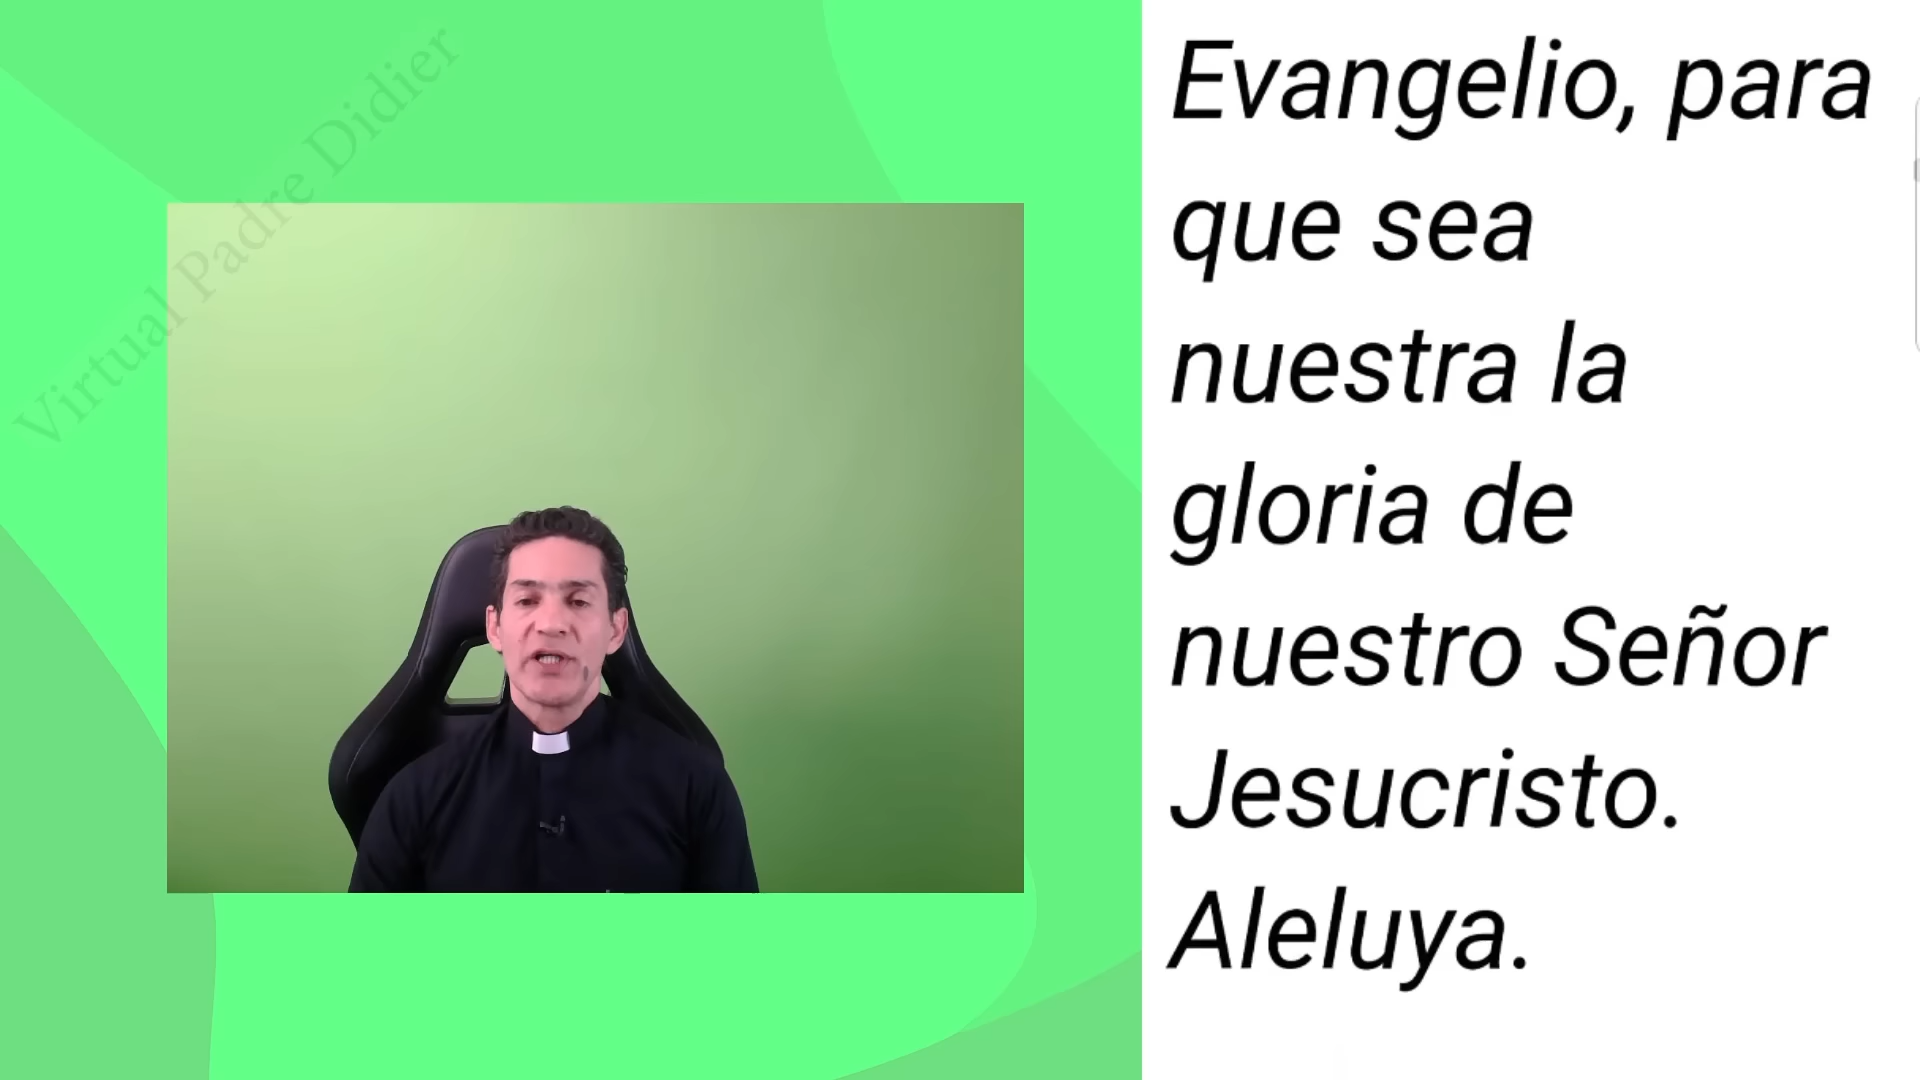 Virtual Padre Didier
Evangelio, para
que sea
nuestra la
gloria de
nuestro Señor
Jesucristo.
Aleluya.